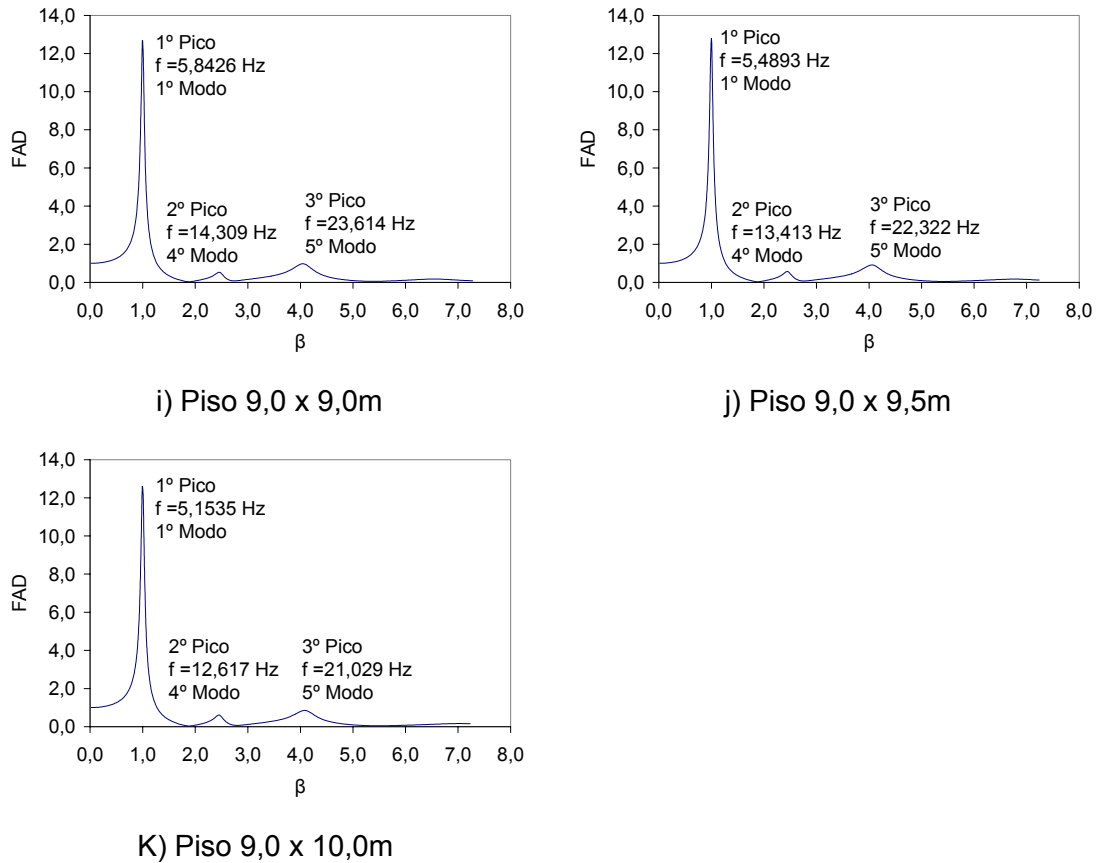 14,0
12,0
10,0
8,0
6,0
4,0
2,0
0,0
FAD
1º Pico
f =5,8426 Hz
1º Modo
2º Pico
f =14,309 Hz
4º Modo
3º Pico
f =23,614 Hz
5º Modo
0,0 1,0 2,0 3,0 4,0 5,0 6,0 7,0 8,0
β
i) Piso 9,0 x 9,0m
14,0
12,0
10,0
8,0
6,0
4,0
2,0
0,0
FAD
1º Pico
f =5,4893 Hz
1º Modo
2º Pico
f =13,413 Hz
4º Modo
3º Pico
f =22,322 Hz
5º Modo
0,0 1,0 2,0 3,0 4,0 5,0 6,0 7,0 8,0
β
j) Piso 9,0 x 9,5m
14,0
12,0
10,0
8,0
6,0
4,0
2,0
0,0
FAD
1º Pico
f =5,1535 Hz
1º Modo
2º Pico
f =12,617 Hz
4º Modo
3º Pico
f =21,029 Hz
5º Modo
0,0 1,0 2,0 3,0 4,0 5,0 6,0 7,0 8,0
β
K) Piso 9,0 x 10,0m